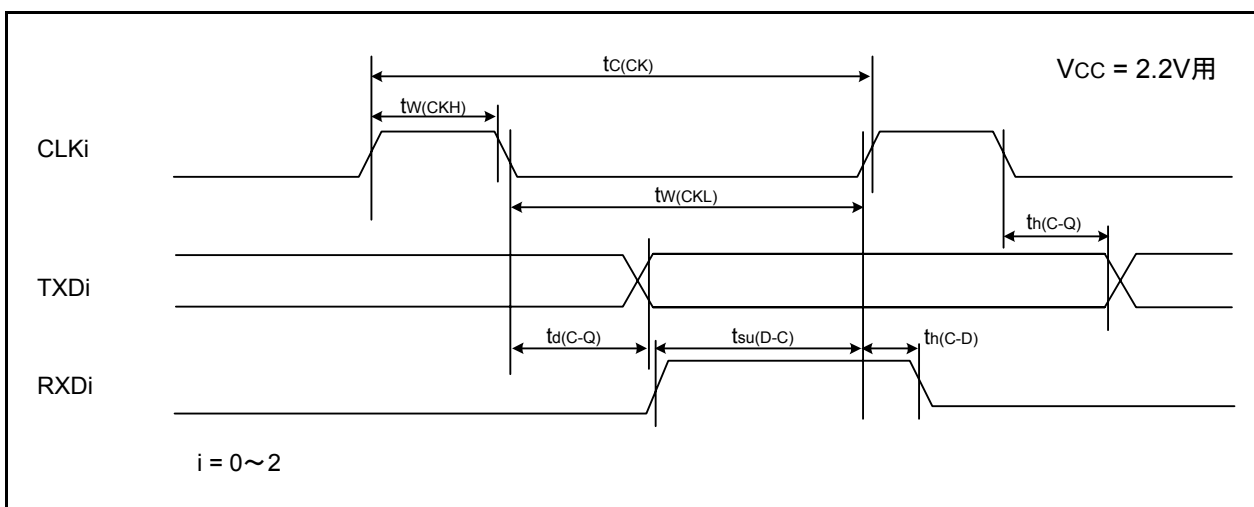 tC(CK)
VCC = 2.2V用
tW(CKH)
CLKi
tW(CKL)
th(C-Q)
TXDi
td(C-Q)
tsu(D-C)
th(C-D)
RXDi
i = 0～2